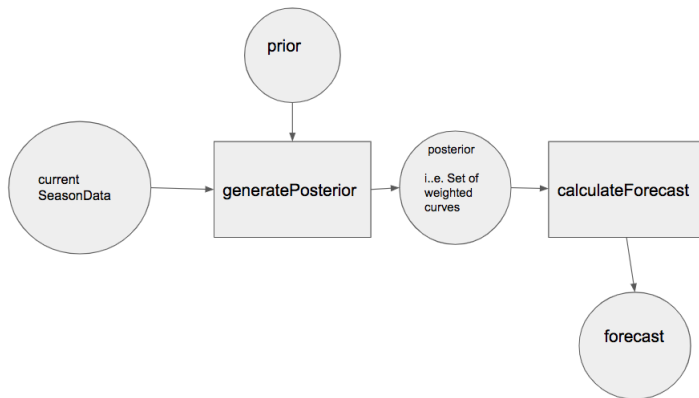 prior
current
SeasonData
generatePosterior
posterior
i..e. Set of
weighted
curves
calculateForecast
forecast